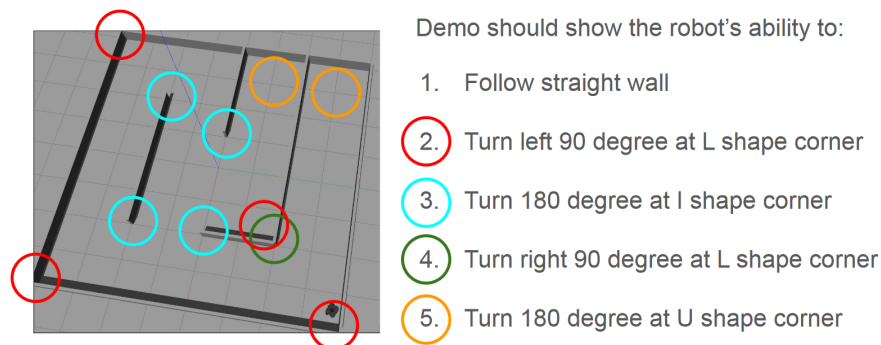 Demo should show the robot's ability to:
1. Follow straight wall
2. Turn left 90 degree at L shape corner
3. Turn 180 degree at I shape corner
4. Turn right 90 degree at L shape corner
5. Turn 180 degree at U shape corner